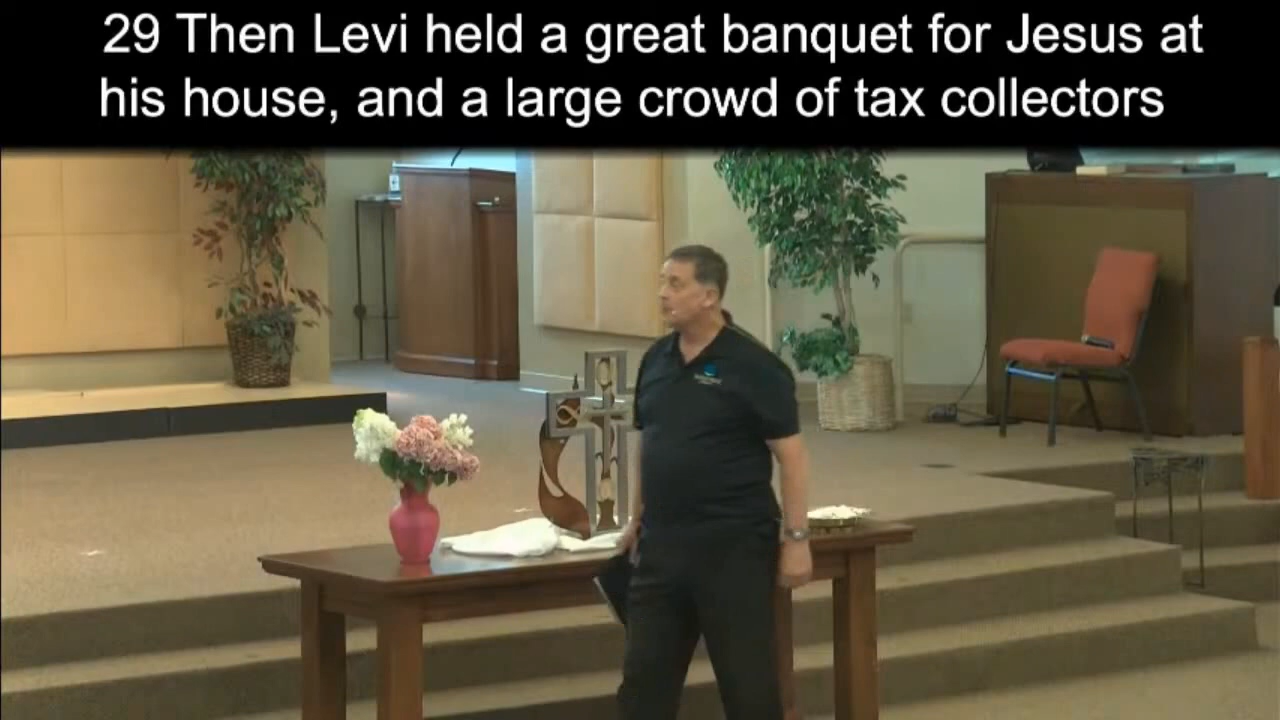 29 Then Levi held a great banquet for Jesus at
his house, and a large crowd of tax collectors